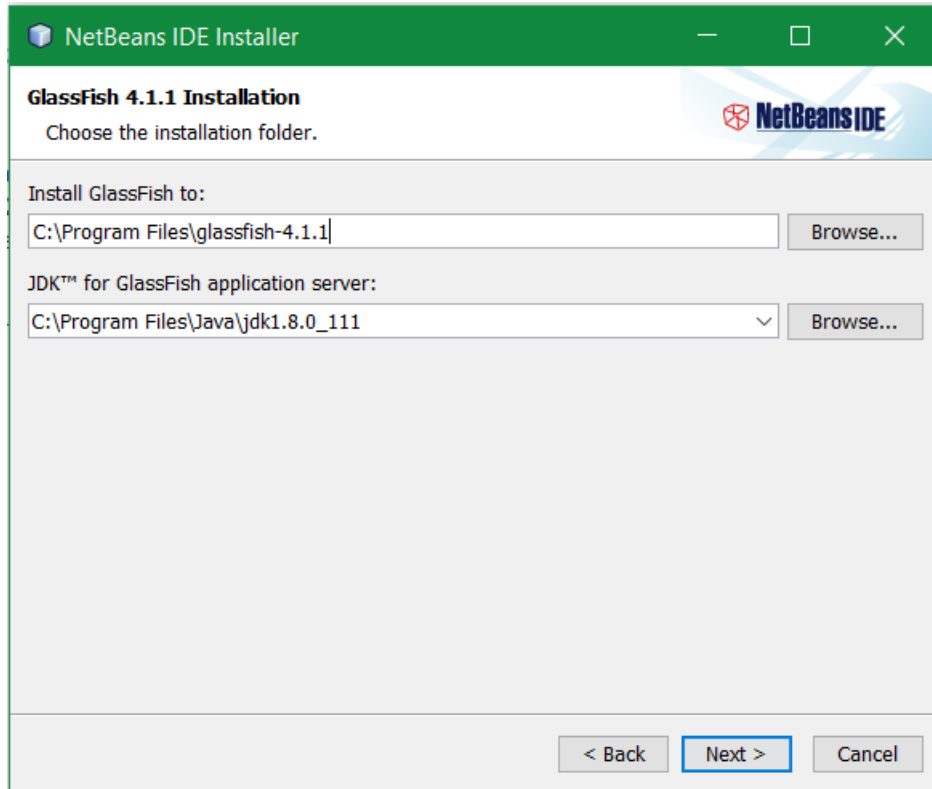 NetBeans IDE Installer
GlassFish 4.1.1 Installation
Choose the installation folder.
NetBeans IDE
Install GlassFish to:
C:\Program Files\glassfish-4.1.1
Browse...
JDK™ for GlassFish application server:
C:\Program Files\Java\jdk1.8.0_111
Browse...
< Back Next > Cancel